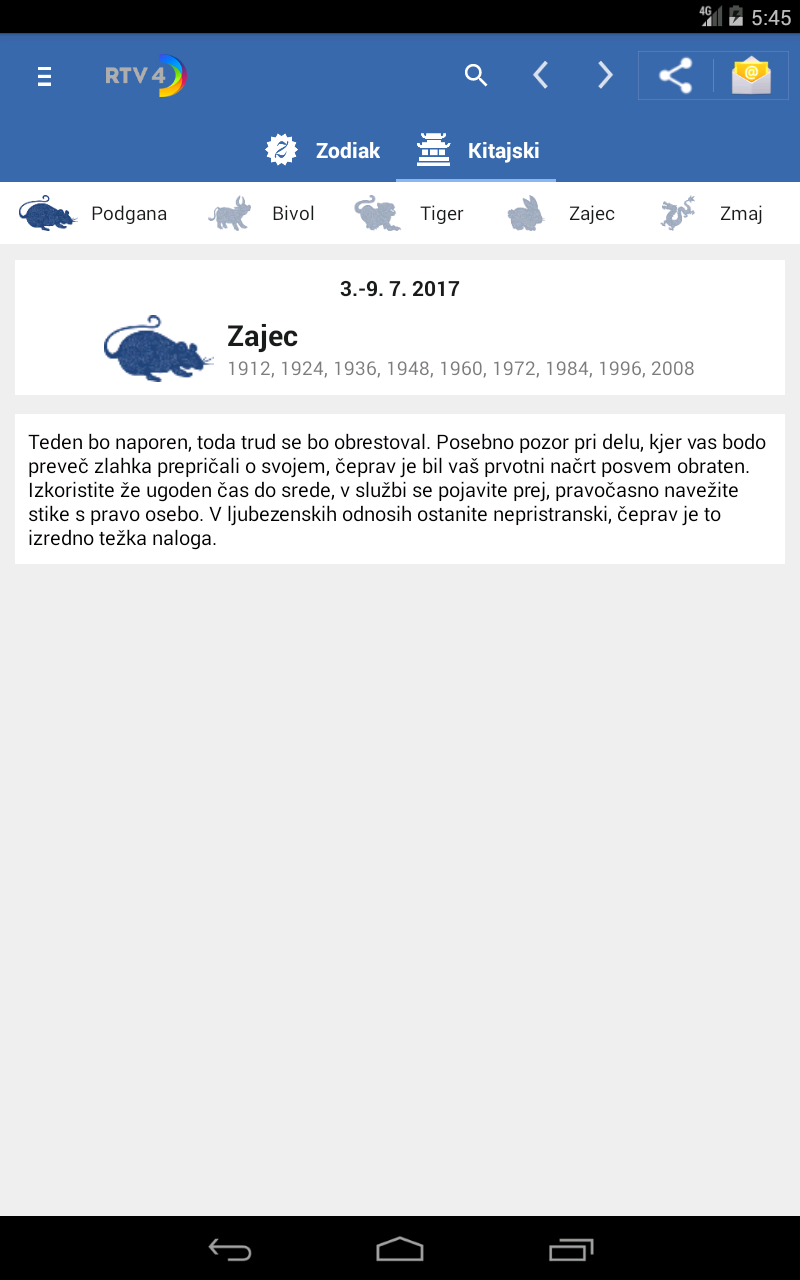 4G 5:45
RTV 4
Zodiak Kitajski
Podgana Bivol Tiger Zajec Zmaj
3.-9. 7. 2017
Zajec
1912, 1924, 1936, 1948, 1960, 1972, 1984, 1996, 2008
Teden bo naporen, toda trud se bo obrestoval. Posebno pozor pri delu, kjer vas bodo
preveč zlahka prepričali o svojem, čeprav je bil vaš prvotni načrt posvem obraten.
Izkoristite že ugoden čas do srede, v službi se pojavite prej, pravočasno navežite
stike s pravo osebo. V ljubezenskih odnosih ostanite nepristranski, čeprav je to
izredno težka naloga.